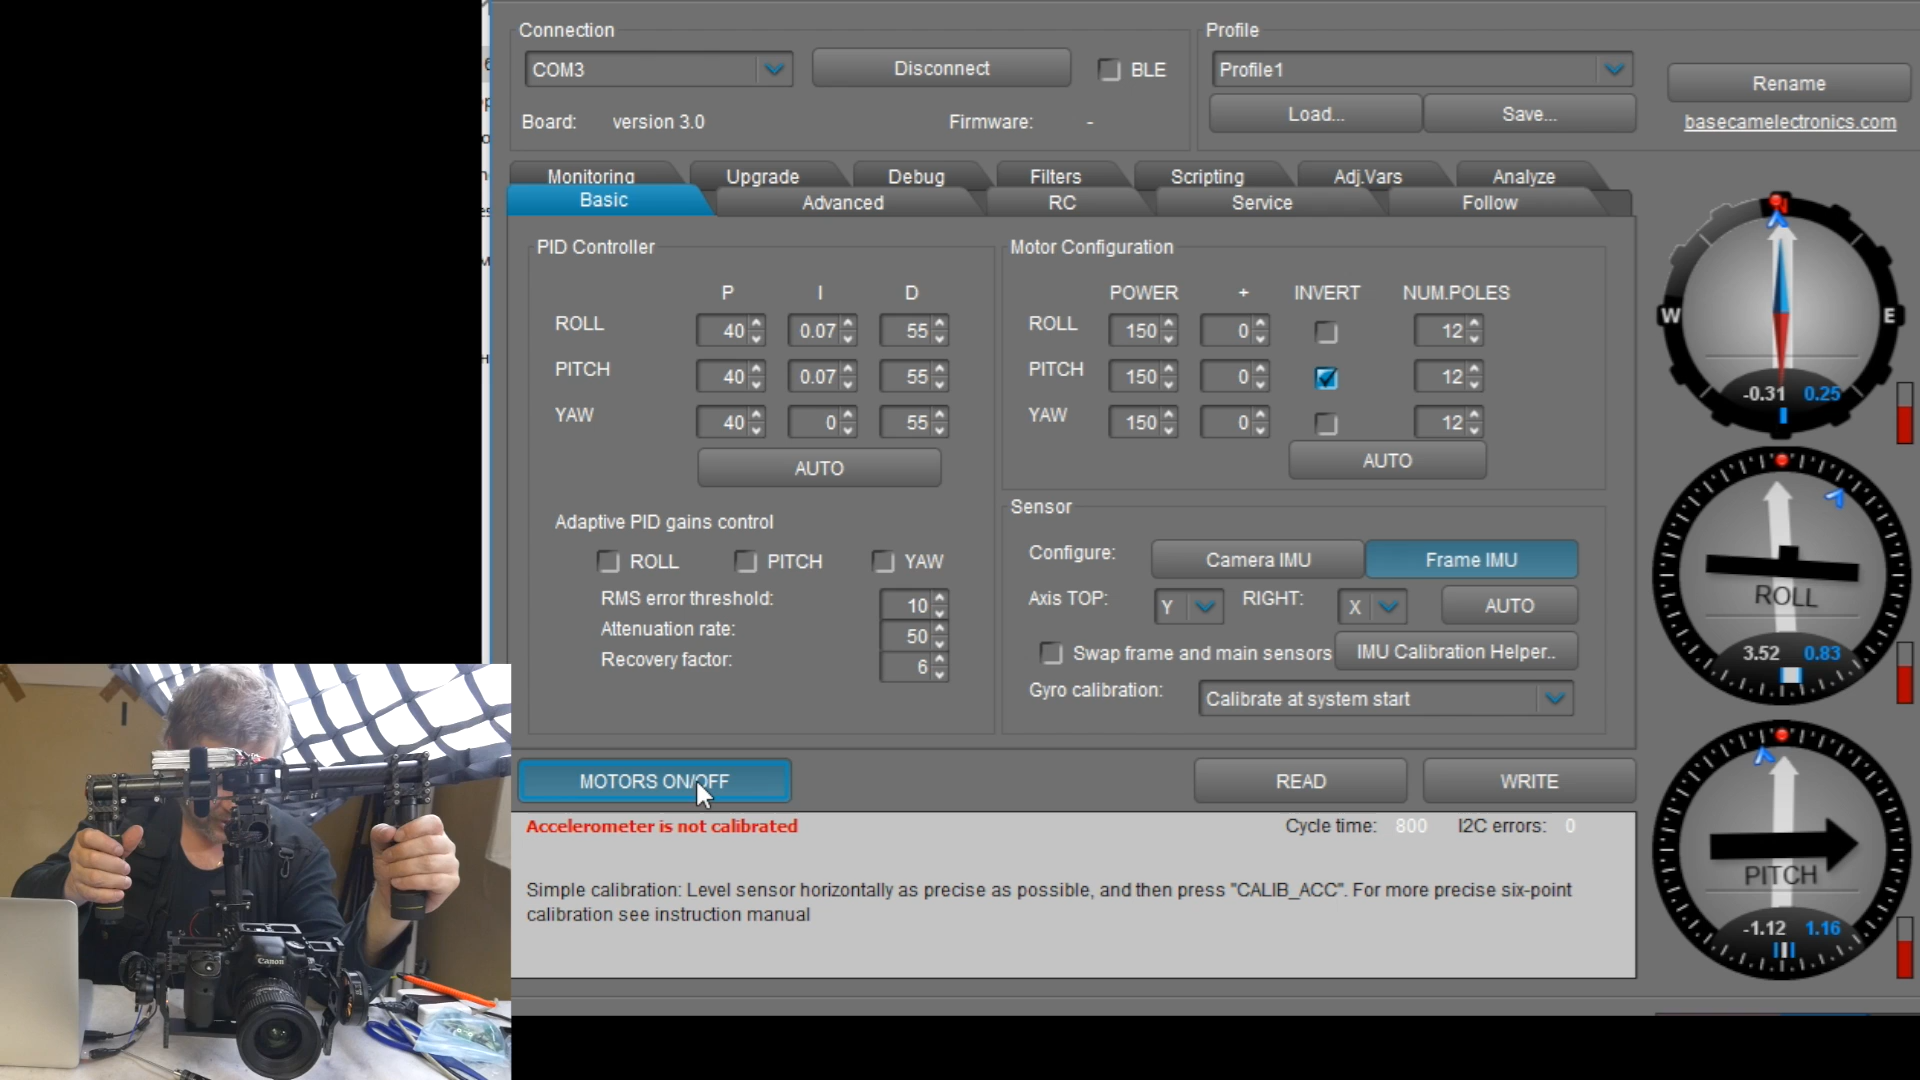 Connection
COM3
Disconnect
BLE
Board: version 3.0 Firmware: -
Profile
Profile1
Load... Save...
Rename
basecamelectronics.com
Monitoring Upgrade Debug Filters Scripting Adj.Vars Analyze
Basic Advanced RC Service Follow
PID Controller
P I D
ROLL 40 0.07 55
PITCH 40 0.07 55
YAW 40 0 55
AUTO
Adaptive PID gains control
ROLL PITCH YAW
RMS error threshold: 10
Attenuation rate: 50
Recovery factor: 6
Motor Configuration
POWER + INVERT NUM.POLES
ROLL 150 0 12
PITCH 150 0 12
YAW 150 0 12
AUTO
Sensor
Configure: Camera IMU Frame IMU
Axis TOP: Y RIGHT: X AUTO
Swap frame and main sensors IMU Calibration Helper..
Gyro calibration: Calibrate at system start
MOTORS ON/OFF READ WRITE
Accelerometer is not calibrated Cycle time: 800 I2C errors: 0
Simple calibration: Level sensor horizontally as precise as possible, and then press "CALIB_ACC". For more precise six-point
calibration see instruction manual
N
W E
-0.31 0.25
ROLL
3.52 0.83
PITCH
-1.12 1.16
Canon